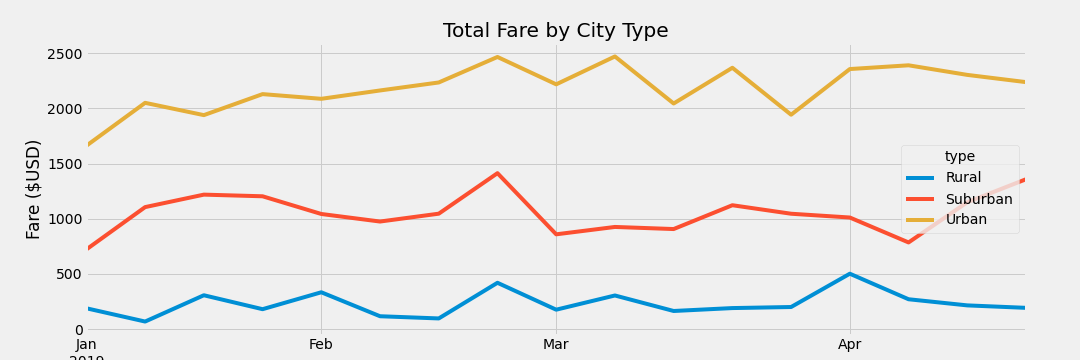 Total Fare by City Type
Fare ($USD)
2500
2000
1500
1000
500
0
type
Rural
Suburban
Urban
Jan
Feb
Mar
Apr
2019